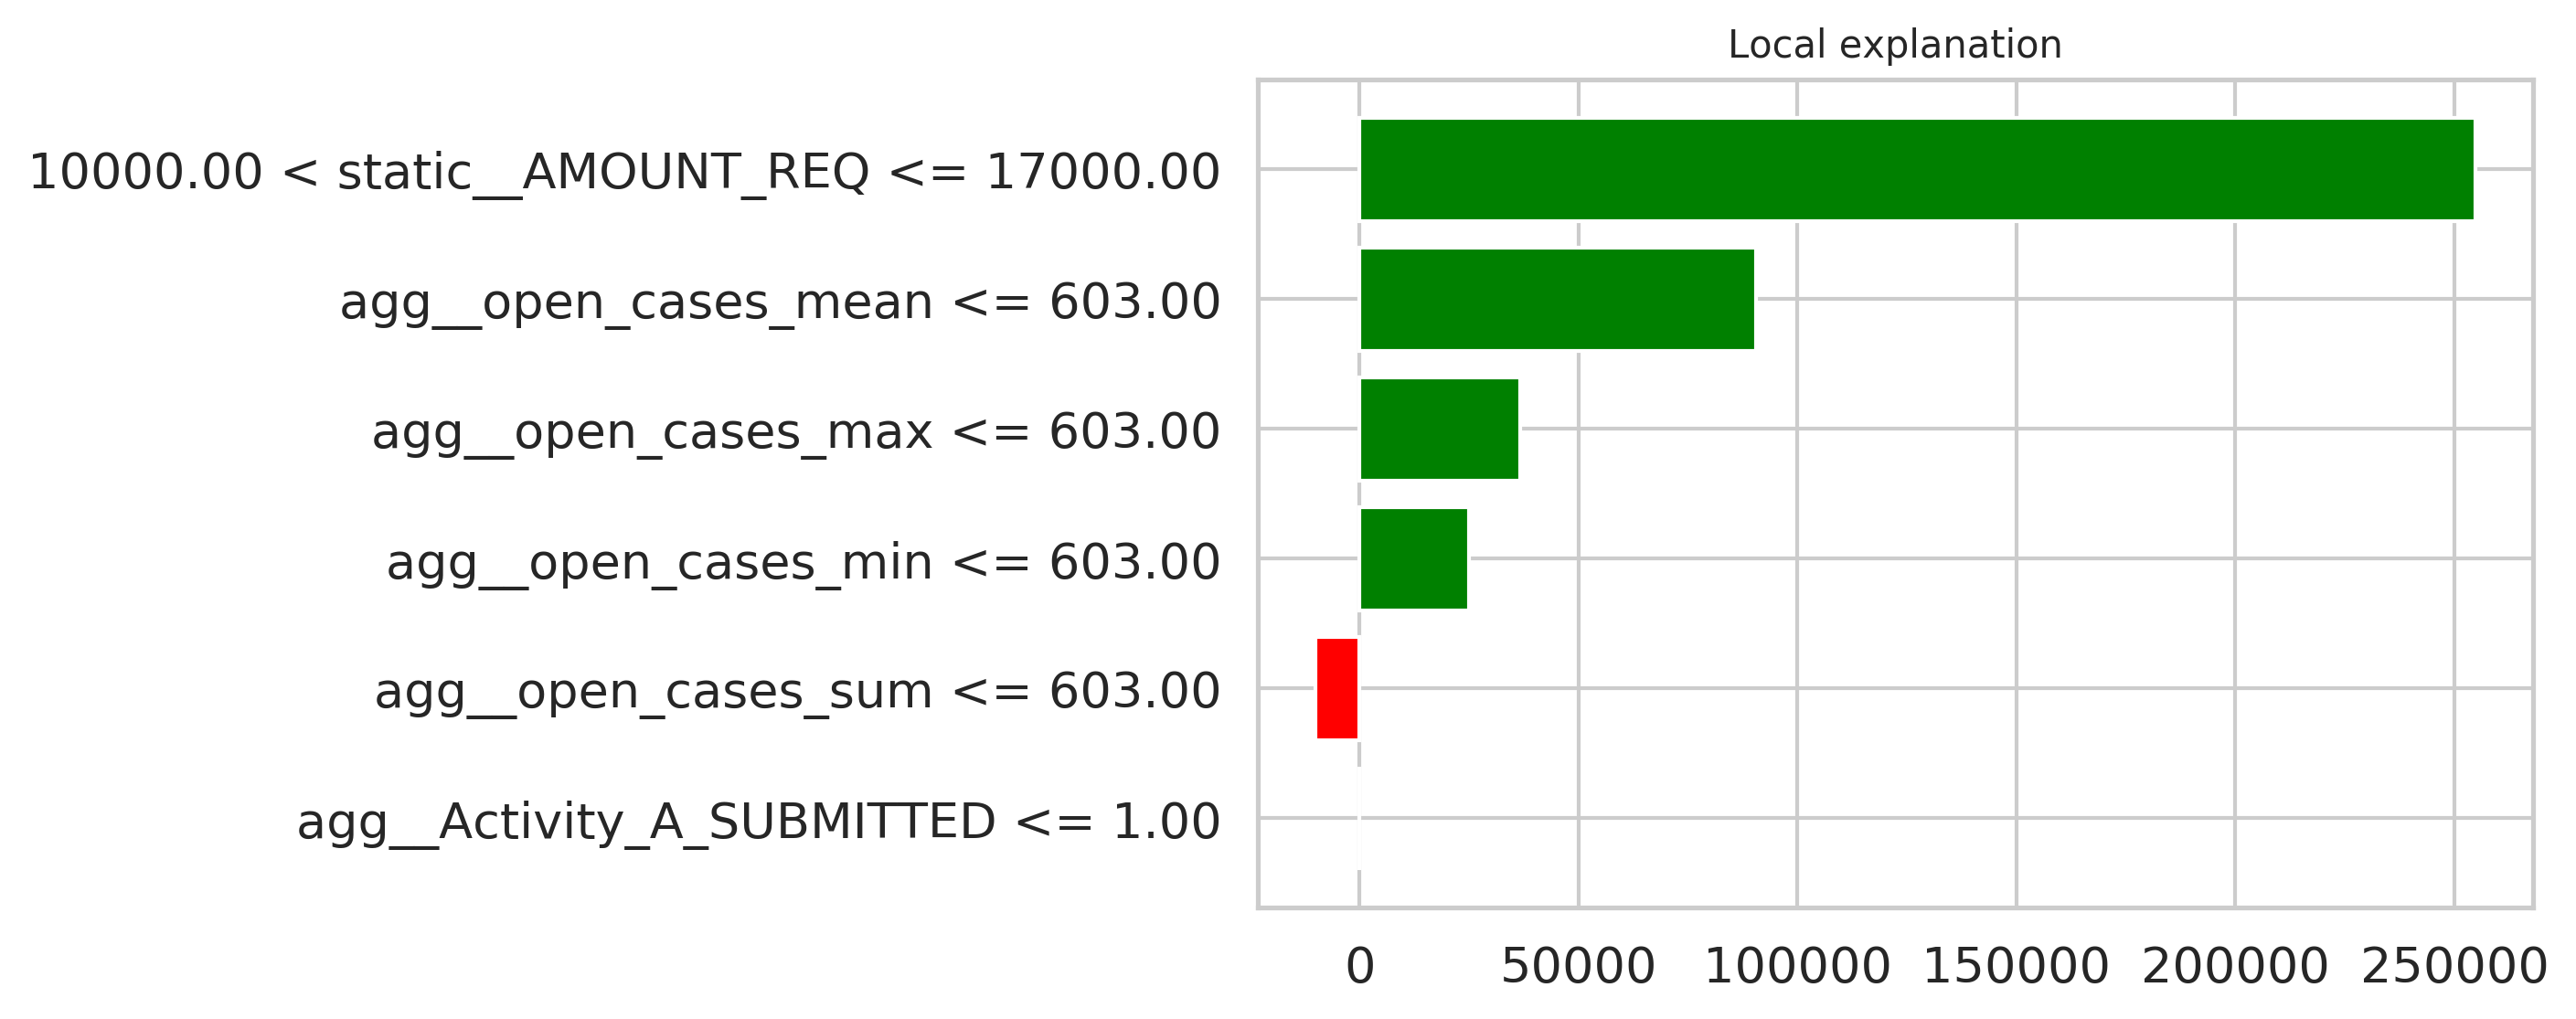 Local explanation
10000.00 < static__AMOUNT_REQ <= 17000.00
agg__open_cases_mean <= 603.00
agg__open_cases_max <= 603.00
agg__open_cases_min <= 603.00
agg__open_cases_sum <= 603.00
agg__Activity_A_SUBMITTED <= 1.00
0 50000 100000 150000 200000 250000